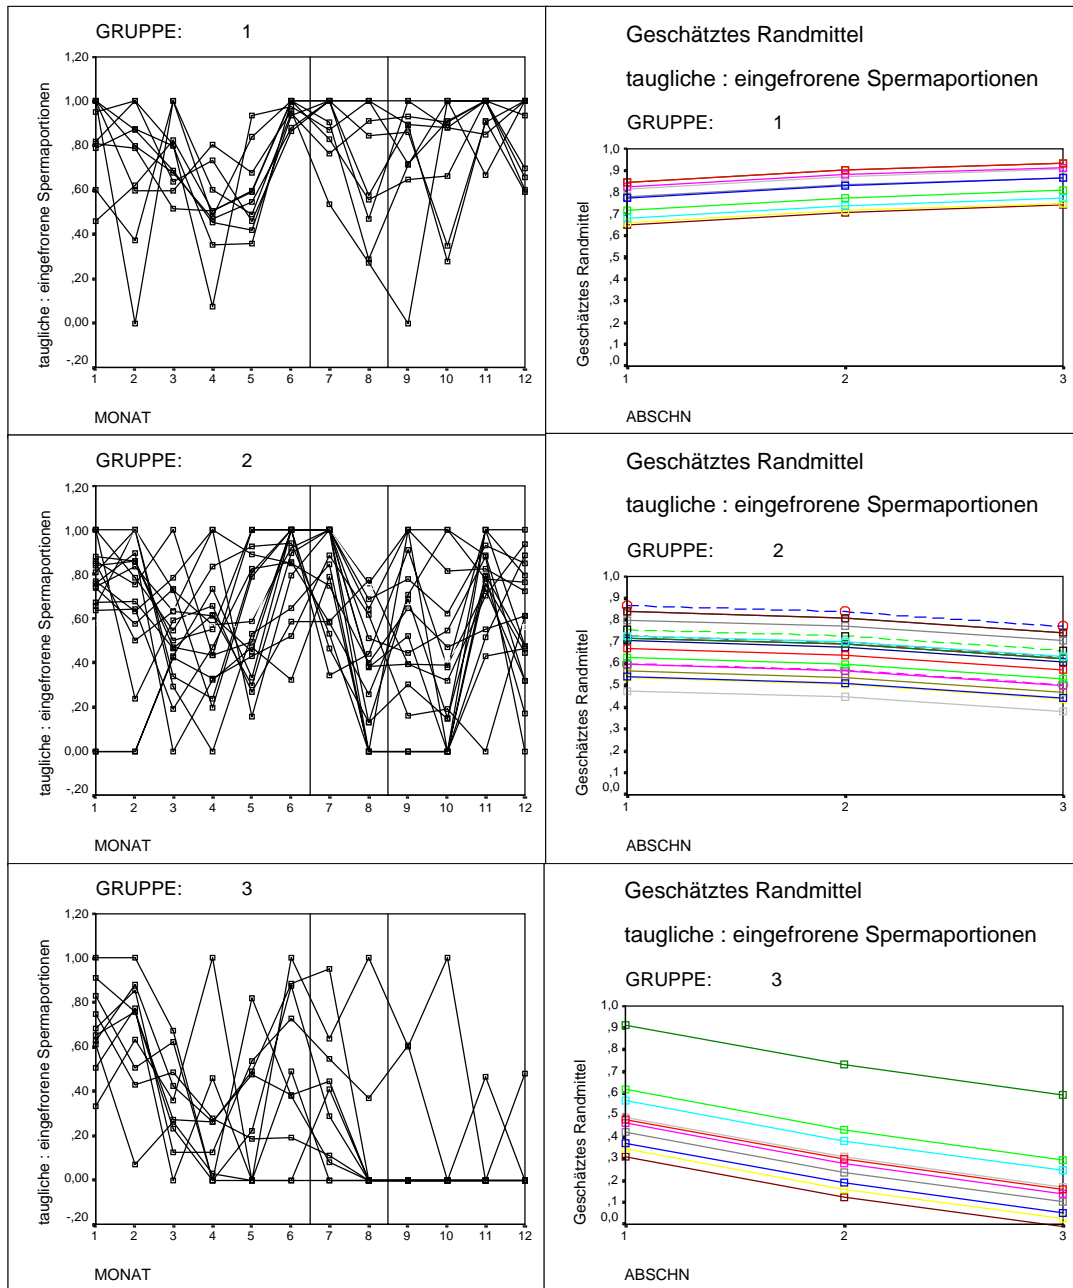 GRUPPE: 1
1,20
1,00
,80
,60
,40
,20
0,00
-,20
taugliche : eingefrorene Spermaportionen
1 2 3 4 5 6 7 8 9 10 11 12
MONAT
Geschätztes Randmittel
taugliche : eingefrorene Spermaportionen
GRUPPE: 1
1,0
,9
,8
,7
,6
,5
,4
,3
,2
,1
,0
Geschätztes Randmittel
1 2 3
ABSCHN
GRUPPE: 2
1,20
1,00
,80
,60
,40
,20
0,00
-,20
taugliche : eingefrorene Spermaportionen
1 2 3 4 5 6 7 8 9 10 11 12
MONAT
Geschätztes Randmittel
taugliche : eingefrorene Spermaportionen
GRUPPE: 2
1,0
,9
,8
,7
,6
,5
,4
,3
,2
,1
0,0
Geschätztes Randmittel
1 2 3
ABSCHN
GRUPPE: 3
1,20
1,00
,80
,60
,40
,20
0,00
-,20
taugliche : eingefrorene Spermaportionen
1 2 3 4 5 6 7 8 9 10 11 12
MONAT
Geschätztes Randmittel
taugliche : eingefrorene Spermaportionen
GRUPPE: 3
1,0
,9
,8
,7
,6
,5
,4
,3
,2
,1
0,0
Geschätztes Randmittel
1 2 3
ABSCHN